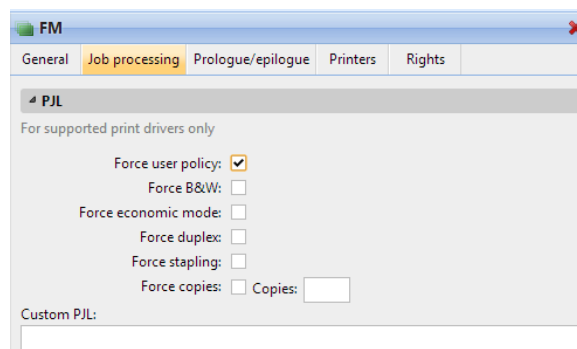 FM
General Job processing Prologue/epilogue Printers Rights
PJL
For supported print drivers only
Force user policy:
Force B&W:
Force economic mode:
Force duplex:
Force stapling:
Force copies: Copies:
Custom PJL: